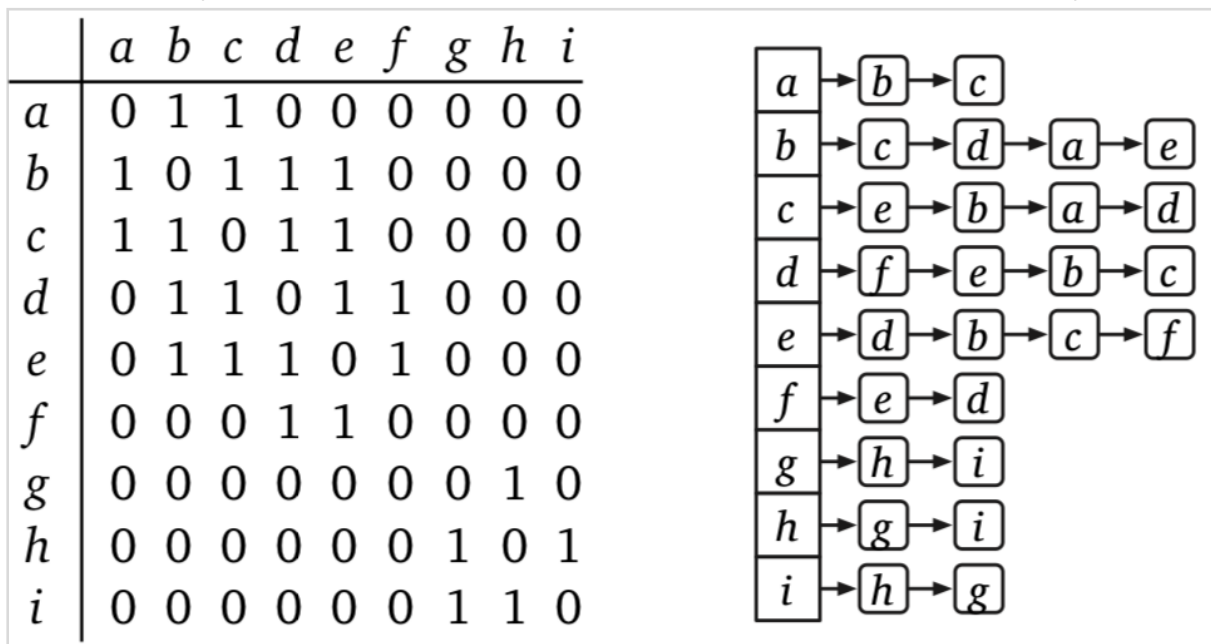 a b c d e f g h i
a 0 1 1 0 0 0 0 0 0
b 1 0 1 1 1 0 0 0 0
c 1 1 0 1 1 0 0 0 0
d 0 1 1 0 1 1 0 0 0
e 0 1 1 1 0 1 0 0 0
f 0 0 0 1 1 0 0 0 0
g 0 0 0 0 0 0 0 1 0
h 0 0 0 0 0 0 1 0 1
i 0 0 0 0 0 0 1 1 0
a b c
b c d a e
c e b a d
d f e b c
e d b c f
f e d
g h i
h g i
i h g